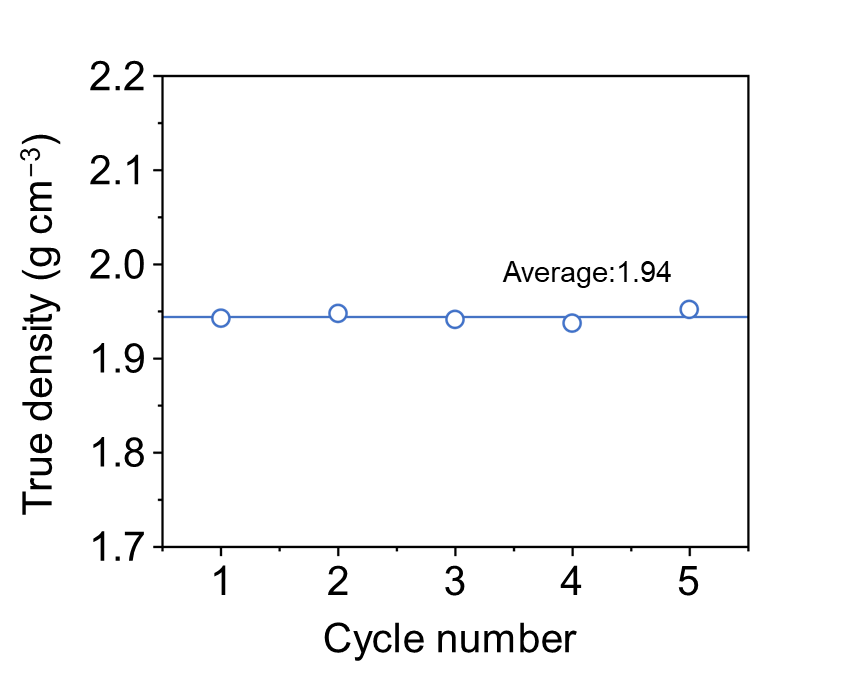 True density (g cm⁻³)
2.2
2.1
2.0
1.9
1.8
1.7
Average:1.94
1 2 3 4 5
Cycle number